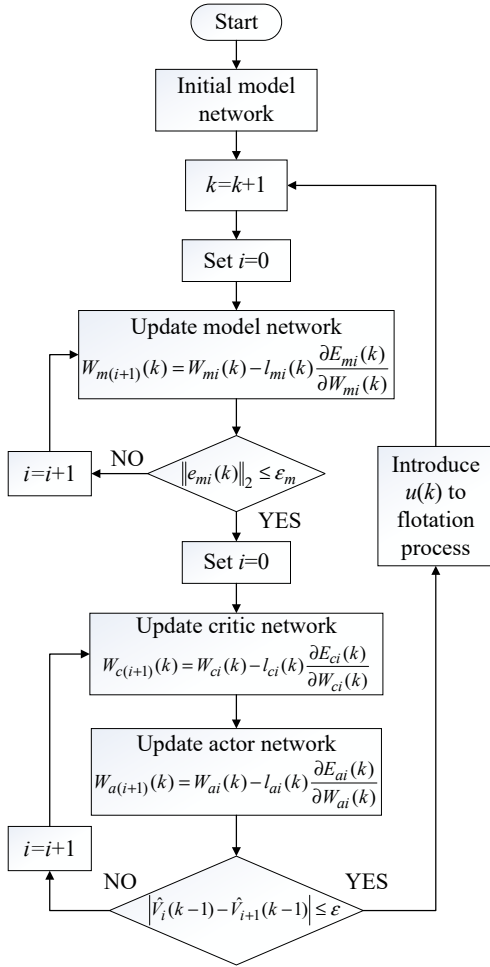 Start
Initial model
network
k=k+1
Set i=0
Update model network
W_{m(i+1)}(k) = W_{mi}(k) − l_{mi}(k) ∂E_{mi}(k)/∂W_{mi}(k)
NO
i=i+1
‖e_{mi}(k)‖₂ ≤ ε_m
YES
Introduce
u(k) to
flotation
process
Set i=0
Update critic network
W_{c(i+1)}(k) = W_{ci}(k) − l_{ci}(k) ∂E_{ci}(k)/∂W_{ci}(k)
Update actor network
W_{a(i+1)}(k) = W_{ai}(k) − l_{ai}(k) ∂E_{ai}(k)/∂W_{ai}(k)
i=i+1
NO
YES
|V̂_i(k−1) − V̂_{i+1}(k−1)| ≤ ε